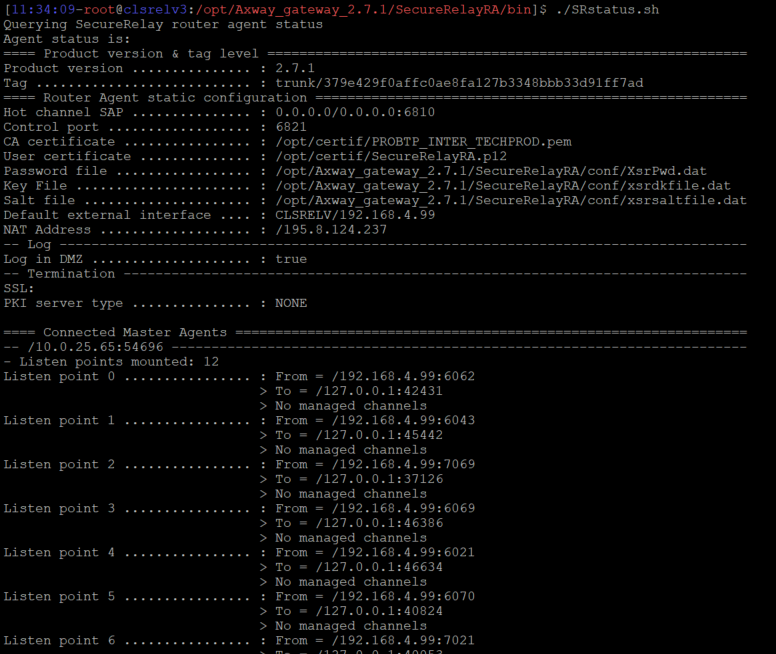 [11:34:09-root@clsrelv3:/opt/Axway_gateway_2.7.1/SecureRelayRA/bin]$ ./SRstatus.sh
Querying SecureRelay router agent status
Agent status is:
==== Product version & tag level ============================================================
Product version ............... : 2.7.1
Tag ........................... : trunk/379e429f0affc0ae8fa127b3348bbb33d91ff7ad
==== Router Agent static configuration ======================================================
Hot channel SAP ............... : 0.0.0.0/0.0.0.0:6810
Control port .................. : 6821
CA certificate ................ : /opt/certif/PROBTP_INTER_TECHPROD.pem
User certificate .............. : /opt/certif/SecureRelayRA.p12
Password file ................. : /opt/Axway_gateway_2.7.1/SecureRelayRA/conf/XsrPwd.dat
Key File ...................... : /opt/Axway_gateway_2.7.1/SecureRelayRA/conf/xsrdkfile.dat
Salt file ..................... : /opt/Axway_gateway_2.7.1/SecureRelayRA/conf/xsrsaltfile.dat
Default external interface .... : CLSRELV/192.168.4.99
NAT Address ................... : /195.8.124.237
-- Log --------------------------------------------------------------------------------------
Log in DMZ .................... : true
-- Termination ------------------------------------------------------------------------------
SSL:
PKI server type ............... : NONE
==== Connected Master Agents ================================================================
-- /10.0.25.65:54696 ------------------------------------------------------------------------
- Listen points mounted: 12
Listen point 0 ................ : From = /192.168.4.99:6062
> To = /127.0.0.1:42431
> No managed channels
Listen point 1 ................ : From = /192.168.4.99:6043
> To = /127.0.0.1:45442
> No managed channels
Listen point 2 ................ : From = /192.168.4.99:7069
> To = /127.0.0.1:37126
> No managed channels
Listen point 3 ................ : From = /192.168.4.99:6069
> To = /127.0.0.1:46386
> No managed channels
Listen point 4 ................ : From = /192.168.4.99:6021
> To = /127.0.0.1:46634
> No managed channels
Listen point 5 ................ : From = /192.168.4.99:6070
> To = /127.0.0.1:40824
> No managed channels
Listen point 6 ................ : From = /192.168.4.99:7021
> To =